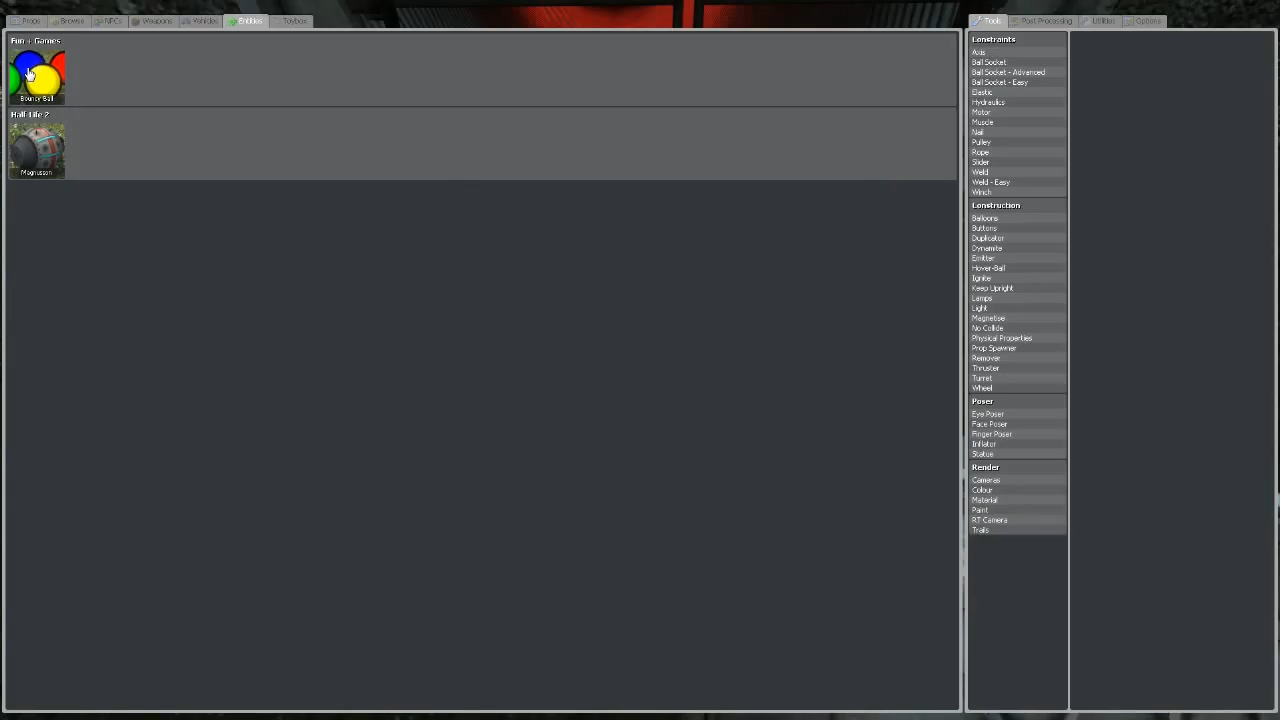 Props Browse NPCs Weapons Vehicles Entities Toybox
Fun + Games
Bouncy Ball
Half-Life 2
Magnusson
Tools Post Processing Utilities Options
Constraints
Axis
Ball Socket
Ball Socket - Advanced
Ball Socket - Easy
Elastic
Hydraulics
Motor
Muscle
Nail
Pulley
Rope
Slider
Weld
Weld - Easy
Winch
Construction
Balloons
Buttons
Duplicator
Dynamite
Emitter
Hover-Ball
Ignite
Keep Upright
Lamps
Light
Magnetise
No Collide
Physical Properties
Prop Spawner
Remover
Thruster
Turret
Wheel
Poser
Eye Poser
Face Poser
Finger Poser
Inflator
Statue
Render
Cameras
Colour
Material
Paint
RT Camera
Trails